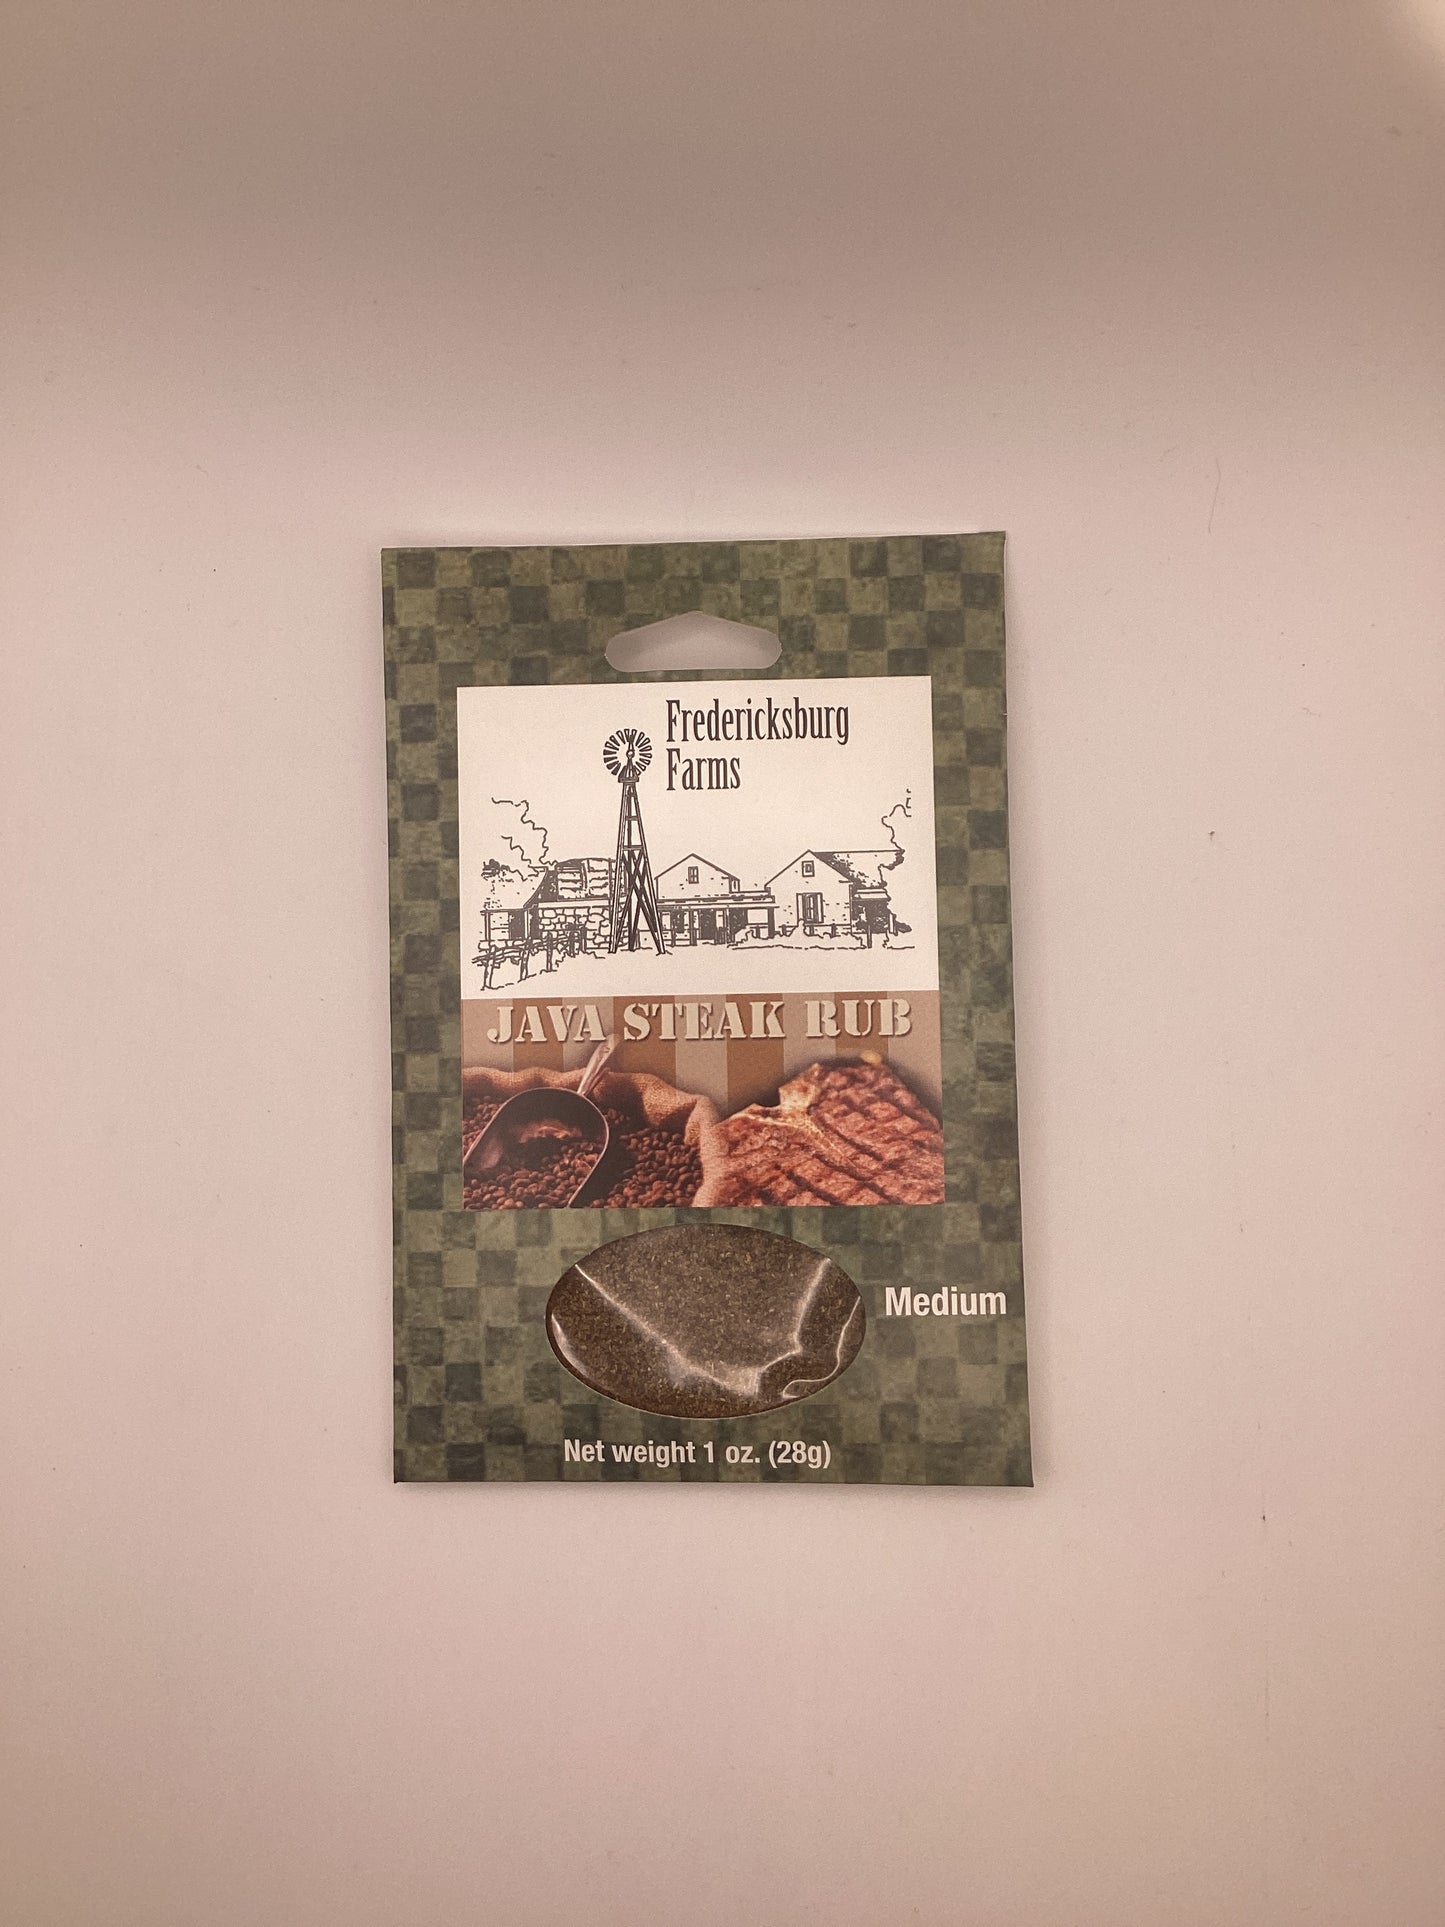 Fredericksburg
Farms
JAVA STEAK RUB
Medium
Net weight 1 oz. (28g)